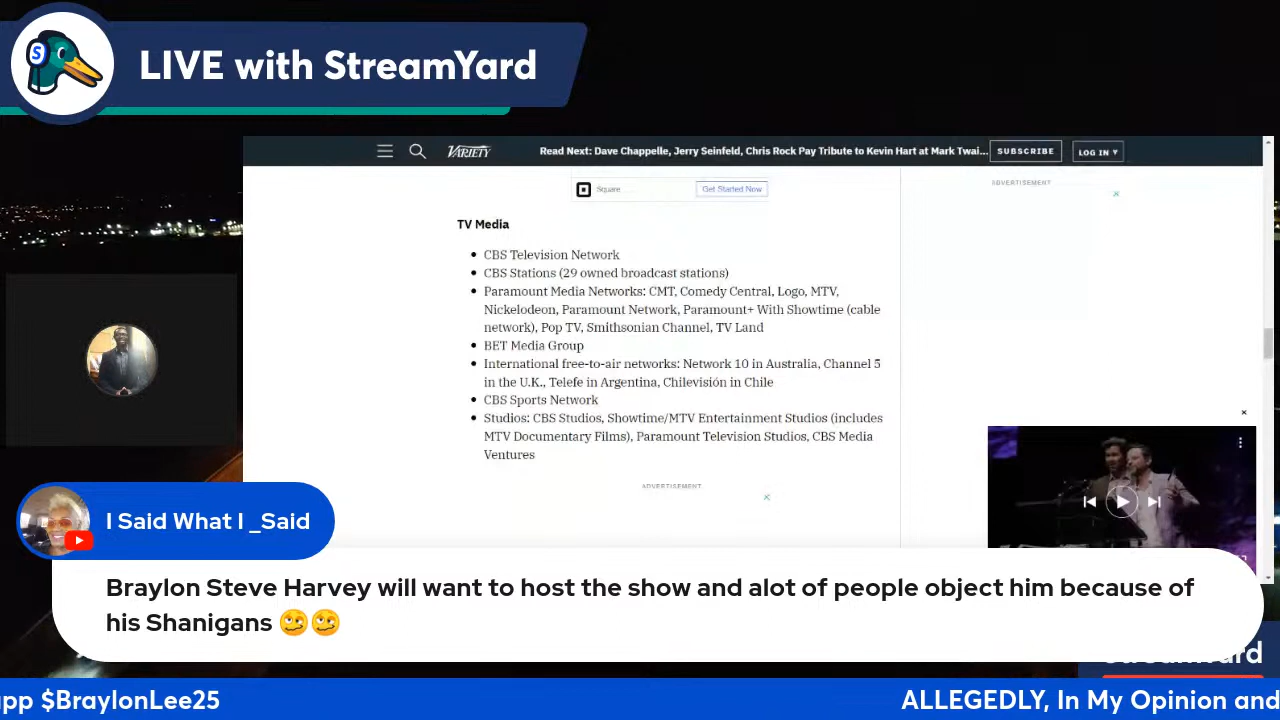 LIVE with StreamYard
VARIETY
Read Next: Dave Chappelle, Jerry Seinfeld, Chris Rock Pay Tribute to Kevin Hart at Mark Twai...
SUBSCRIBE
LOG IN ▾
Square
Get Started Now
ADVERTISEMENT
TV Media
• CBS Television Network
• CBS Stations (29 owned broadcast stations)
• Paramount Media Networks: CMT, Comedy Central, Logo, MTV,
Nickelodeon, Paramount Network, Paramount+ With Showtime (cable
network), Pop TV, Smithsonian Channel, TV Land
• BET Media Group
• International free-to-air networks: Network 10 in Australia, Channel 5
in the U.K., Telefe in Argentina, Chilevisión in Chile
• CBS Sports Network
• Studios: CBS Studios, Showtime/MTV Entertainment Studios (includes
MTV Documentary Films), Paramount Television Studios, CBS Media
Ventures
ADVERTISEMENT
I Said What I _Said
Braylon Steve Harvey will want to host the show and alot of people object him because of
his Shanigans 🥴🥴
app $BraylonLee25
ALLEGEDLY, In My Opinion and